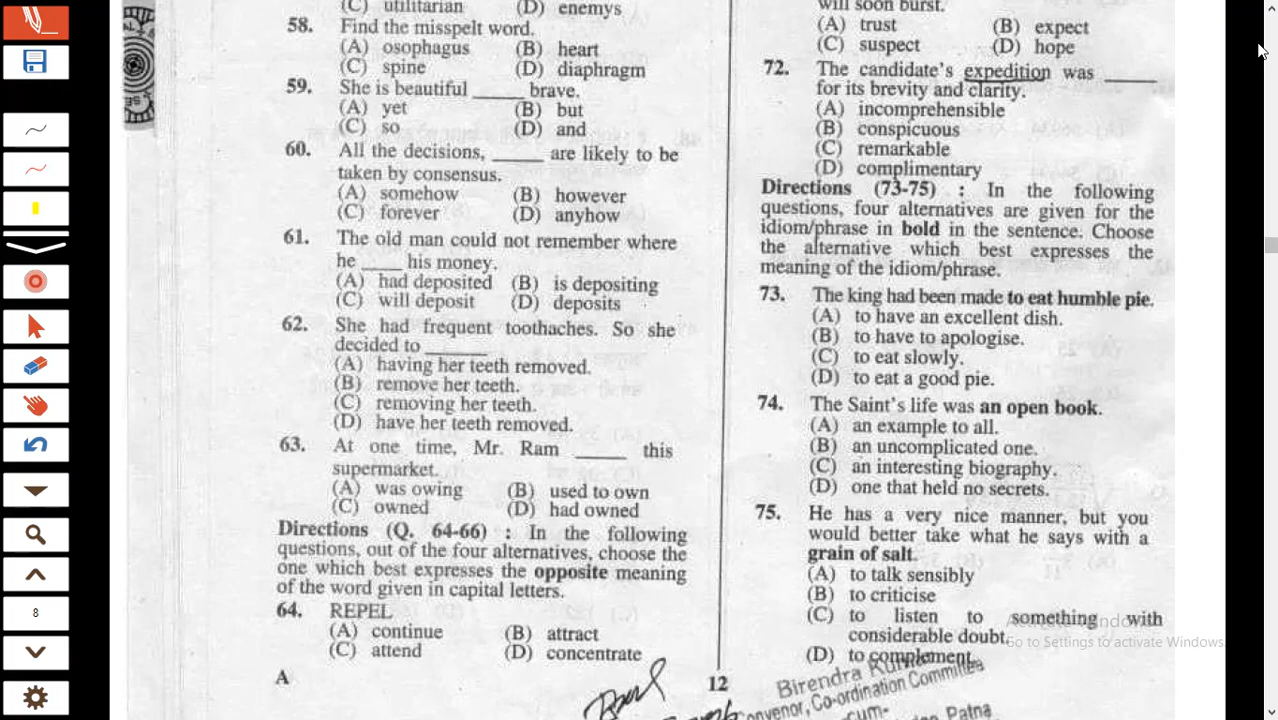 (C) utilitarian (D) enemys
58. Find the misspelt word.
(A) osophagus (B) heart
(C) spine (D) diaphragm
59. She is beautiful _____ brave.
(A) yet (B) but
(C) so (D) and
60. All the decisions, _____ are likely to be
taken by consensus.
(A) somehow (B) however
(C) forever (D) anyhow
61. The old man could not remember where
he ____ his money.
(A) had deposited (B) is depositing
(C) will deposit (D) deposits
62. She had frequent toothaches. So she
decided to ______
(A) having her teeth removed.
(B) remove her teeth.
(C) removing her teeth.
(D) have her teeth removed.
63. At one time, Mr. Ram _____ this
supermarket.
(A) was owing (B) used to own
(C) owned (D) had owned
Directions (Q. 64-66) : In the following
questions, out of the four alternatives, choose the
one which best expresses the opposite meaning
of the word given in capital letters.
64. REPEL
(A) continue (B) attract
(C) attend (D) concentrate
A
12
will soon burst.
(A) trust (B) expect
(C) suspect (D) hope
72. The candidate's expedition was _____
for its brevity and clarity.
(A) incomprehensible
(B) conspicuous
(C) remarkable
(D) complimentary
Directions (73-75) : In the following
questions, four alternatives are given for the
idiom/phrase in bold in the sentence. Choose
the alternative which best expresses the
meaning of the idiom/phrase.
73. The king had been made to eat humble pie.
(A) to have an excellent dish.
(B) to have to apologise.
(C) to eat slowly.
(D) to eat a good pie.
74. The Saint's life was an open book.
(A) an example to all.
(B) an uncomplicated one.
(C) an interesting biography.
(D) one that held no secrets.
75. He has a very nice manner, but you
would better take what he says with a
grain of salt.
(A) to talk sensibly
(B) to criticise
(C) to listen to something with
considerable doubt.
(D) to complement
Birendra
Convenor, Co-ordination Committee
cum-
Patna
Activate Windows
Go to Settings to activate Windows.
8